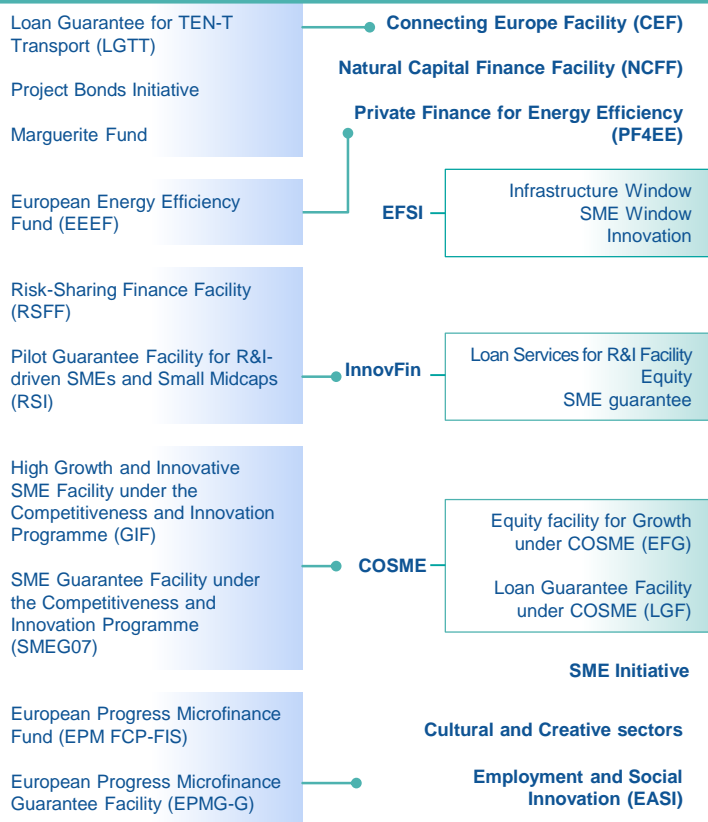 Loan Guarantee for TEN-T
Transport (LGTT)
Project Bonds Initiative
Marguerite Fund
European Energy Efficiency
Fund (EEEF)
Risk-Sharing Finance Facility
(RSFF)
Pilot Guarantee Facility for R&I-
driven SMEs and Small Midcaps
(RSI)
High Growth and Innovative
SME Facility under the
Competitiveness and Innovation
Programme (GIF)
SME Guarantee Facility under
the Competitiveness and
Innovation Programme
(SMEG07)
European Progress Microfinance
Fund (EPM FCP-FIS)
European Progress Microfinance
Guarantee Facility (EPMG-G)
Connecting Europe Facility (CEF)
Natural Capital Finance Facility (NCFF)
Private Finance for Energy Efficiency
(PF4EE)
EFSI
Infrastructure Window
SME Window
Innovation
InnovFin
Loan Services for R&I Facility
Equity
SME guarantee
COSME
Equity facility for Growth
under COSME (EFG)
Loan Guarantee Facility
under COSME (LGF)
SME Initiative
Cultural and Creative sectors
Employment and Social
Innovation (EASI)